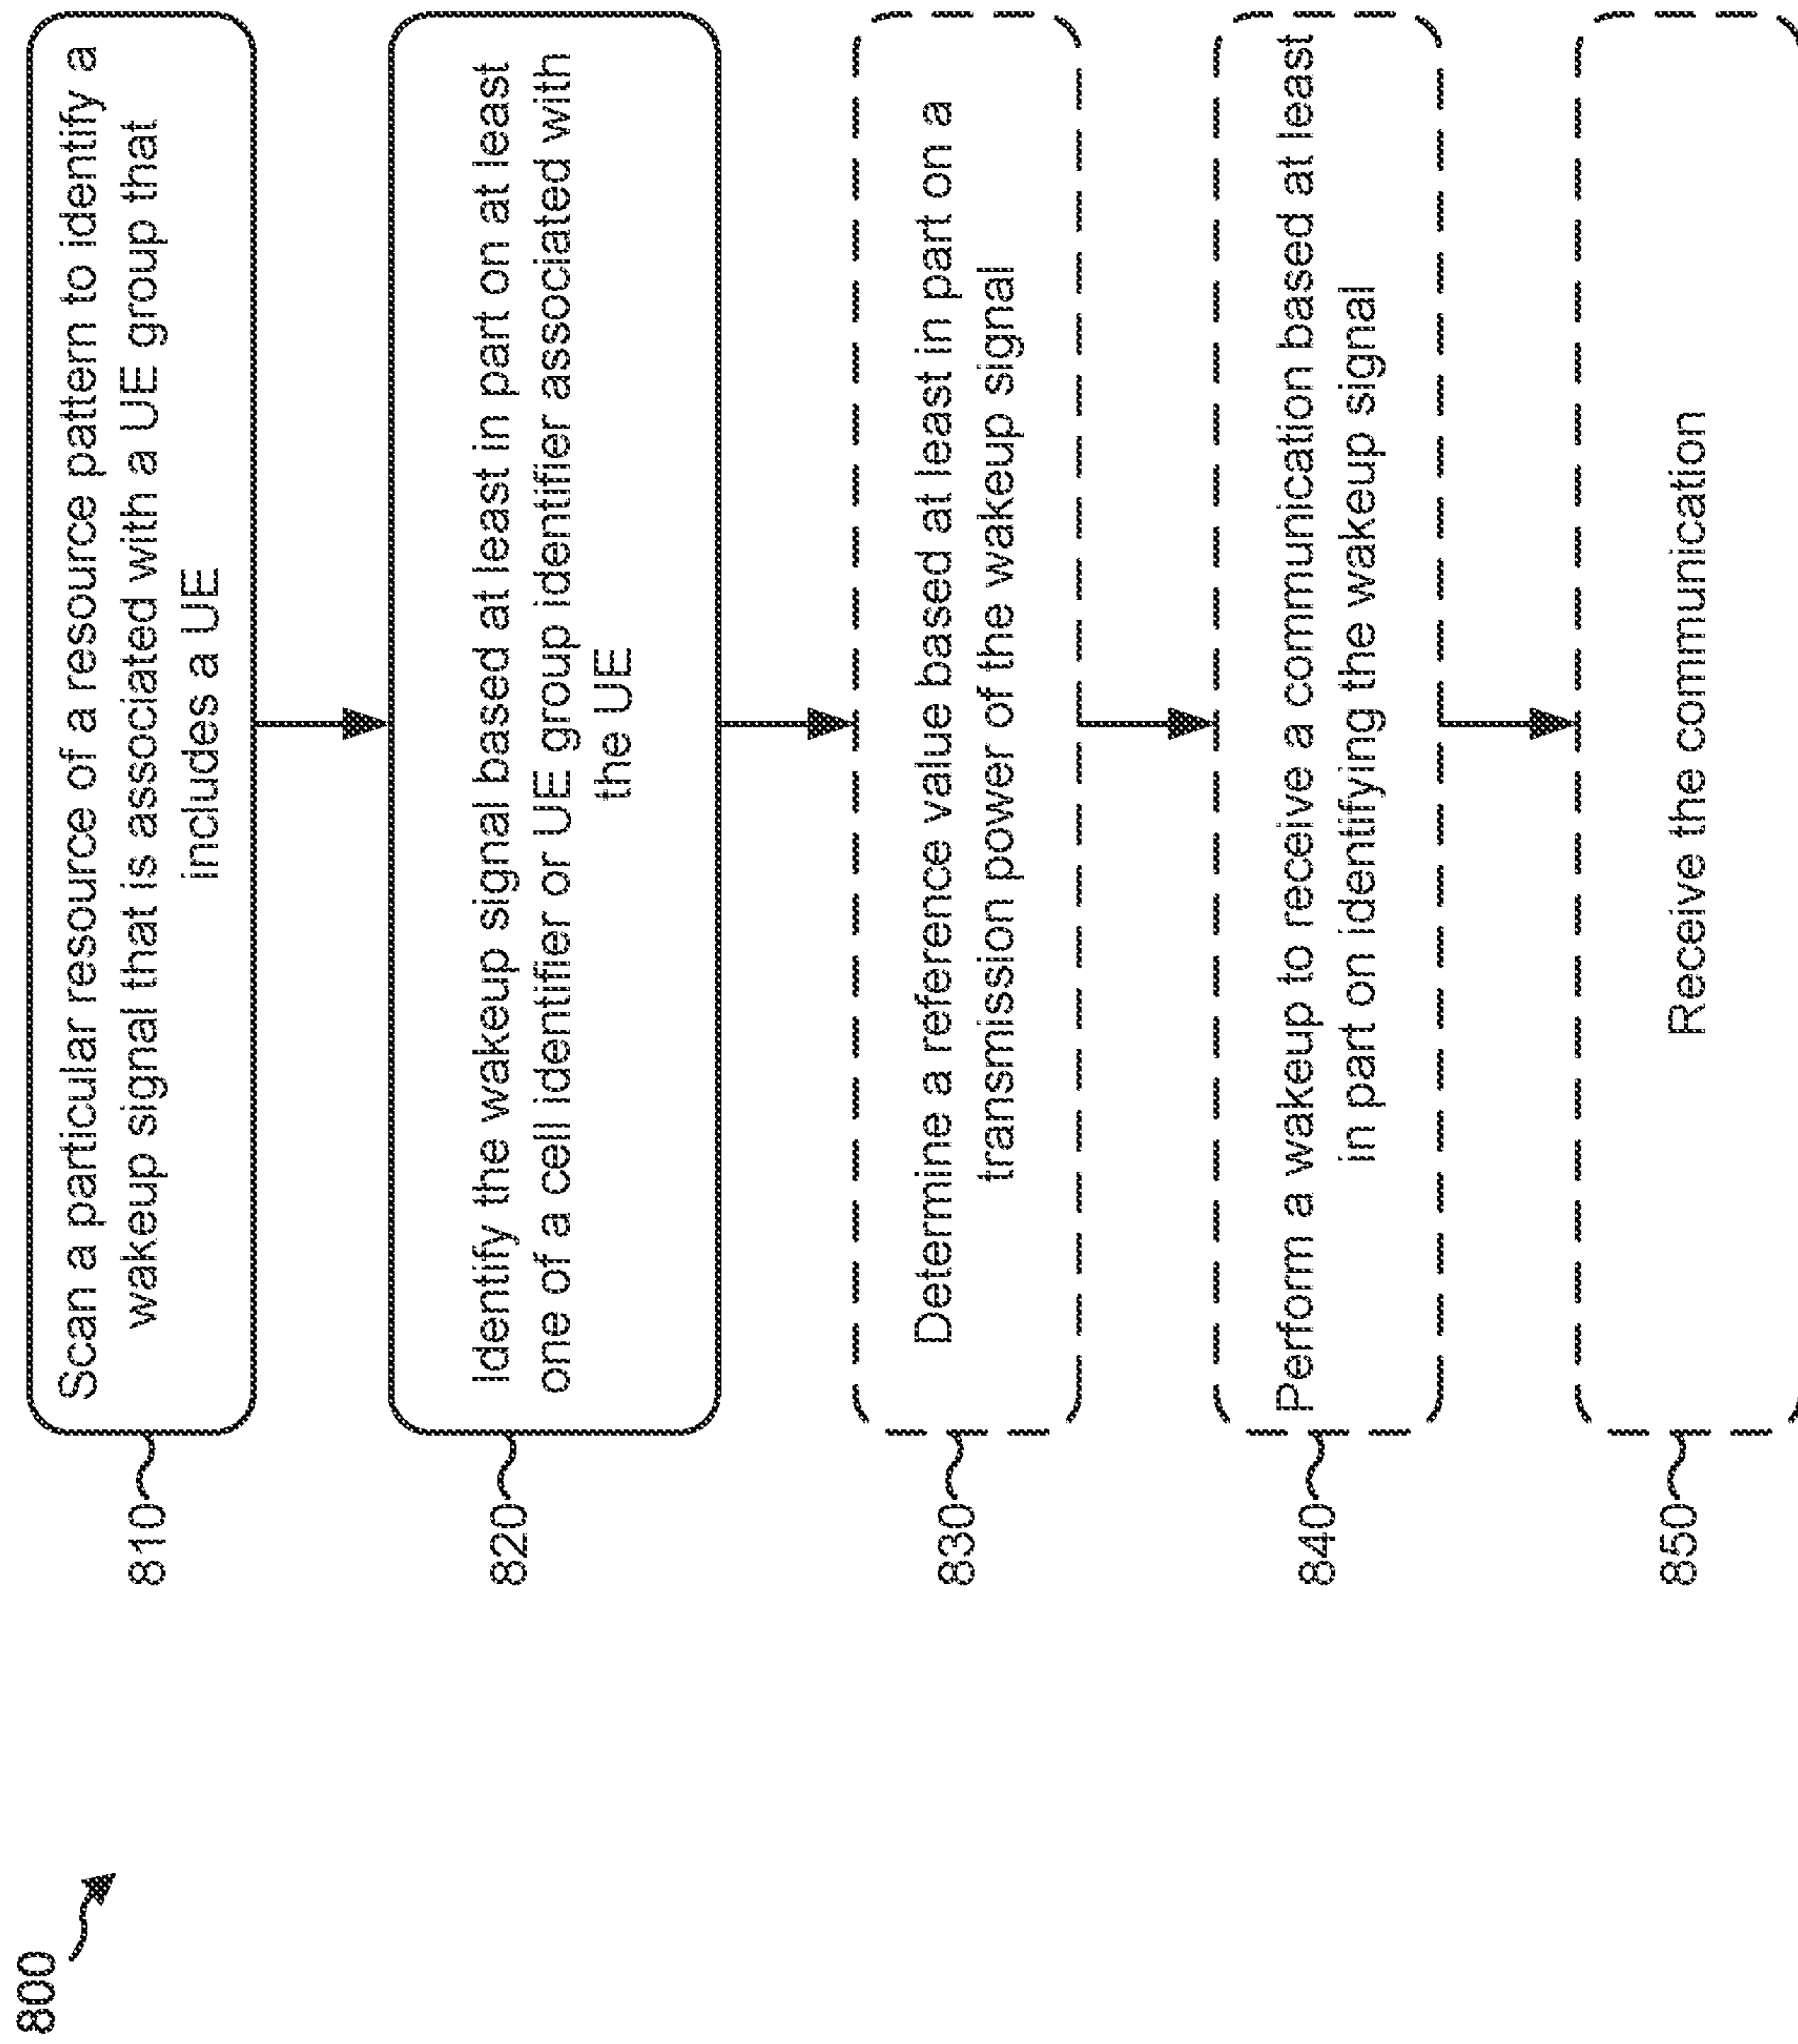 800
810
Scan a particular resource of a resource pattern to identify a
wakeup signal that is associated with a UE group that
includes a UE
820
Identify the wakeup signal based at least in part on at least
one of a cell identifier or UE group identifier associated with
the UE
830
Determine a reference value based at least in part on a
transmission power of the wakeup signal
840
Perform a wakeup to receive a communication based at least
in part on identifying the wakeup signal
850
Receive the communication